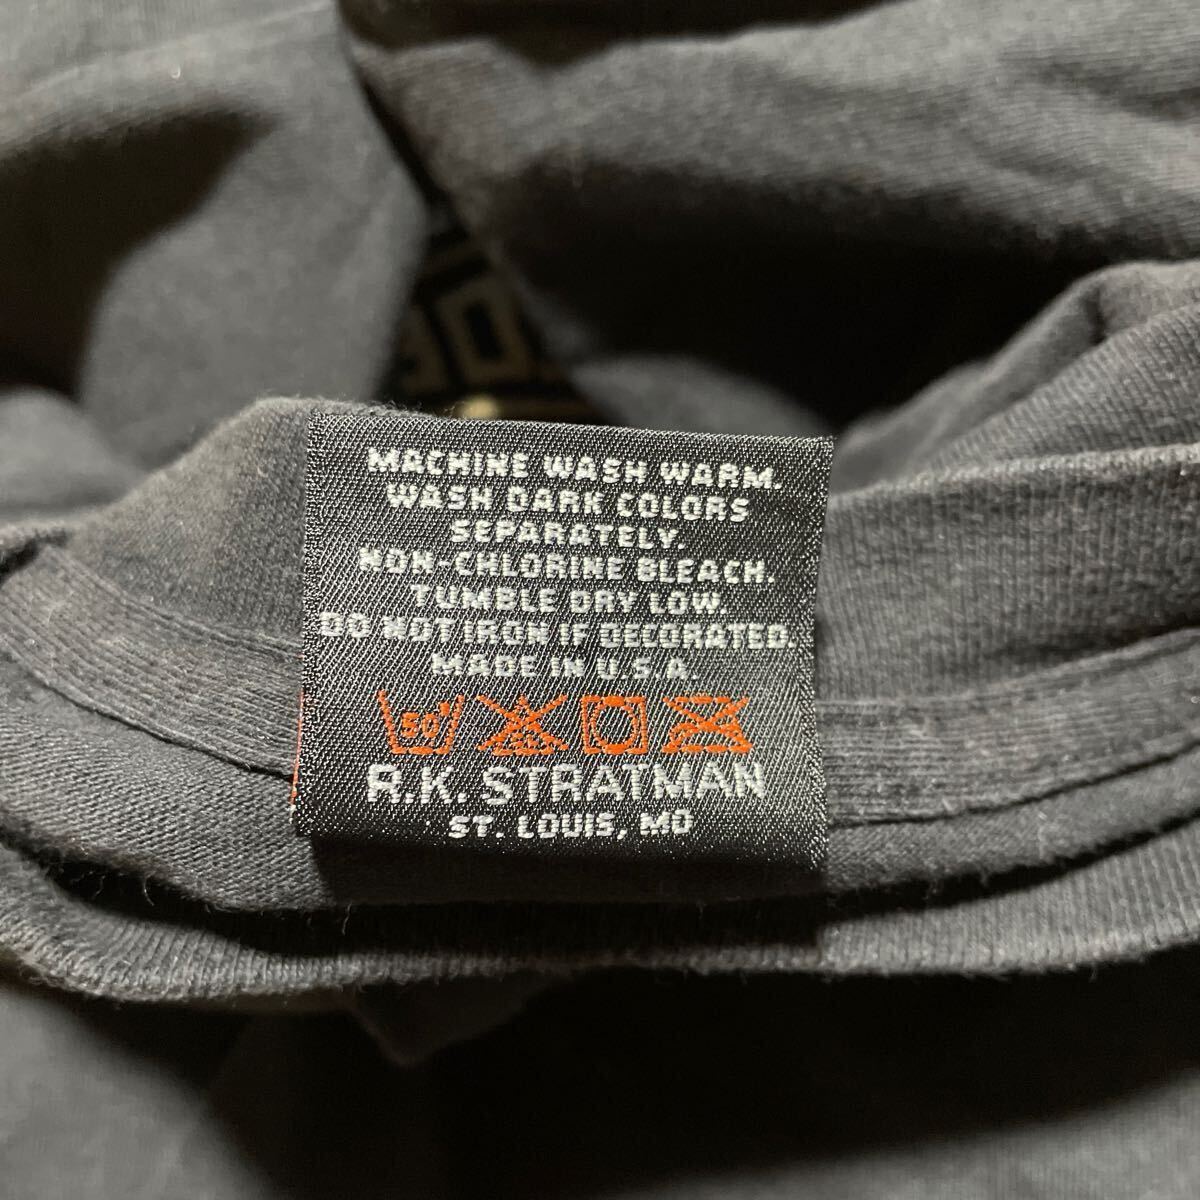 MACHINE WASH WARM.
WASH DARK COLORS
SEPARATELY.
NON-CHLORINE BLEACH.
TUMBLE DRY LOW.
DO NOT IRON IF DECORATED.
MADE IN U.S.A.
50°
R.K. STRATMAN
ST. LOUIS, MO